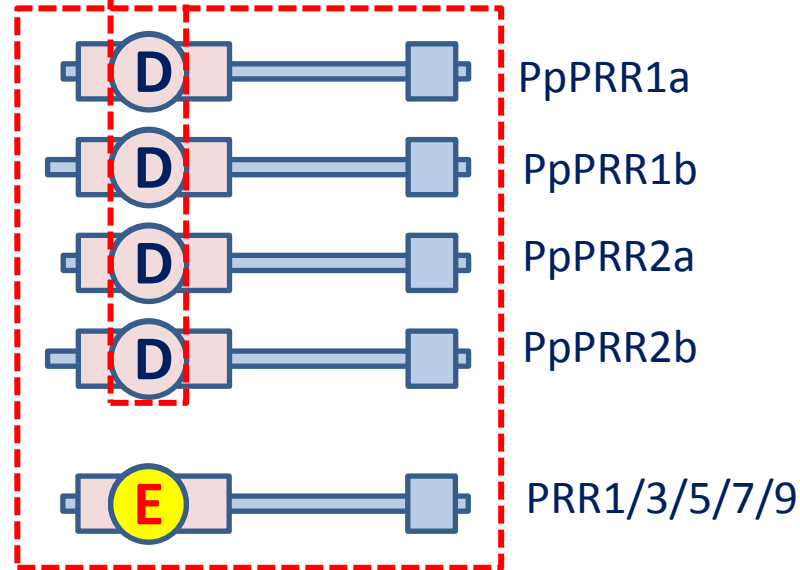 D PpPRR1a
D PpPRR1b
D PpPRR2a
D PpPRR2b
E PRR1/3/5/7/9